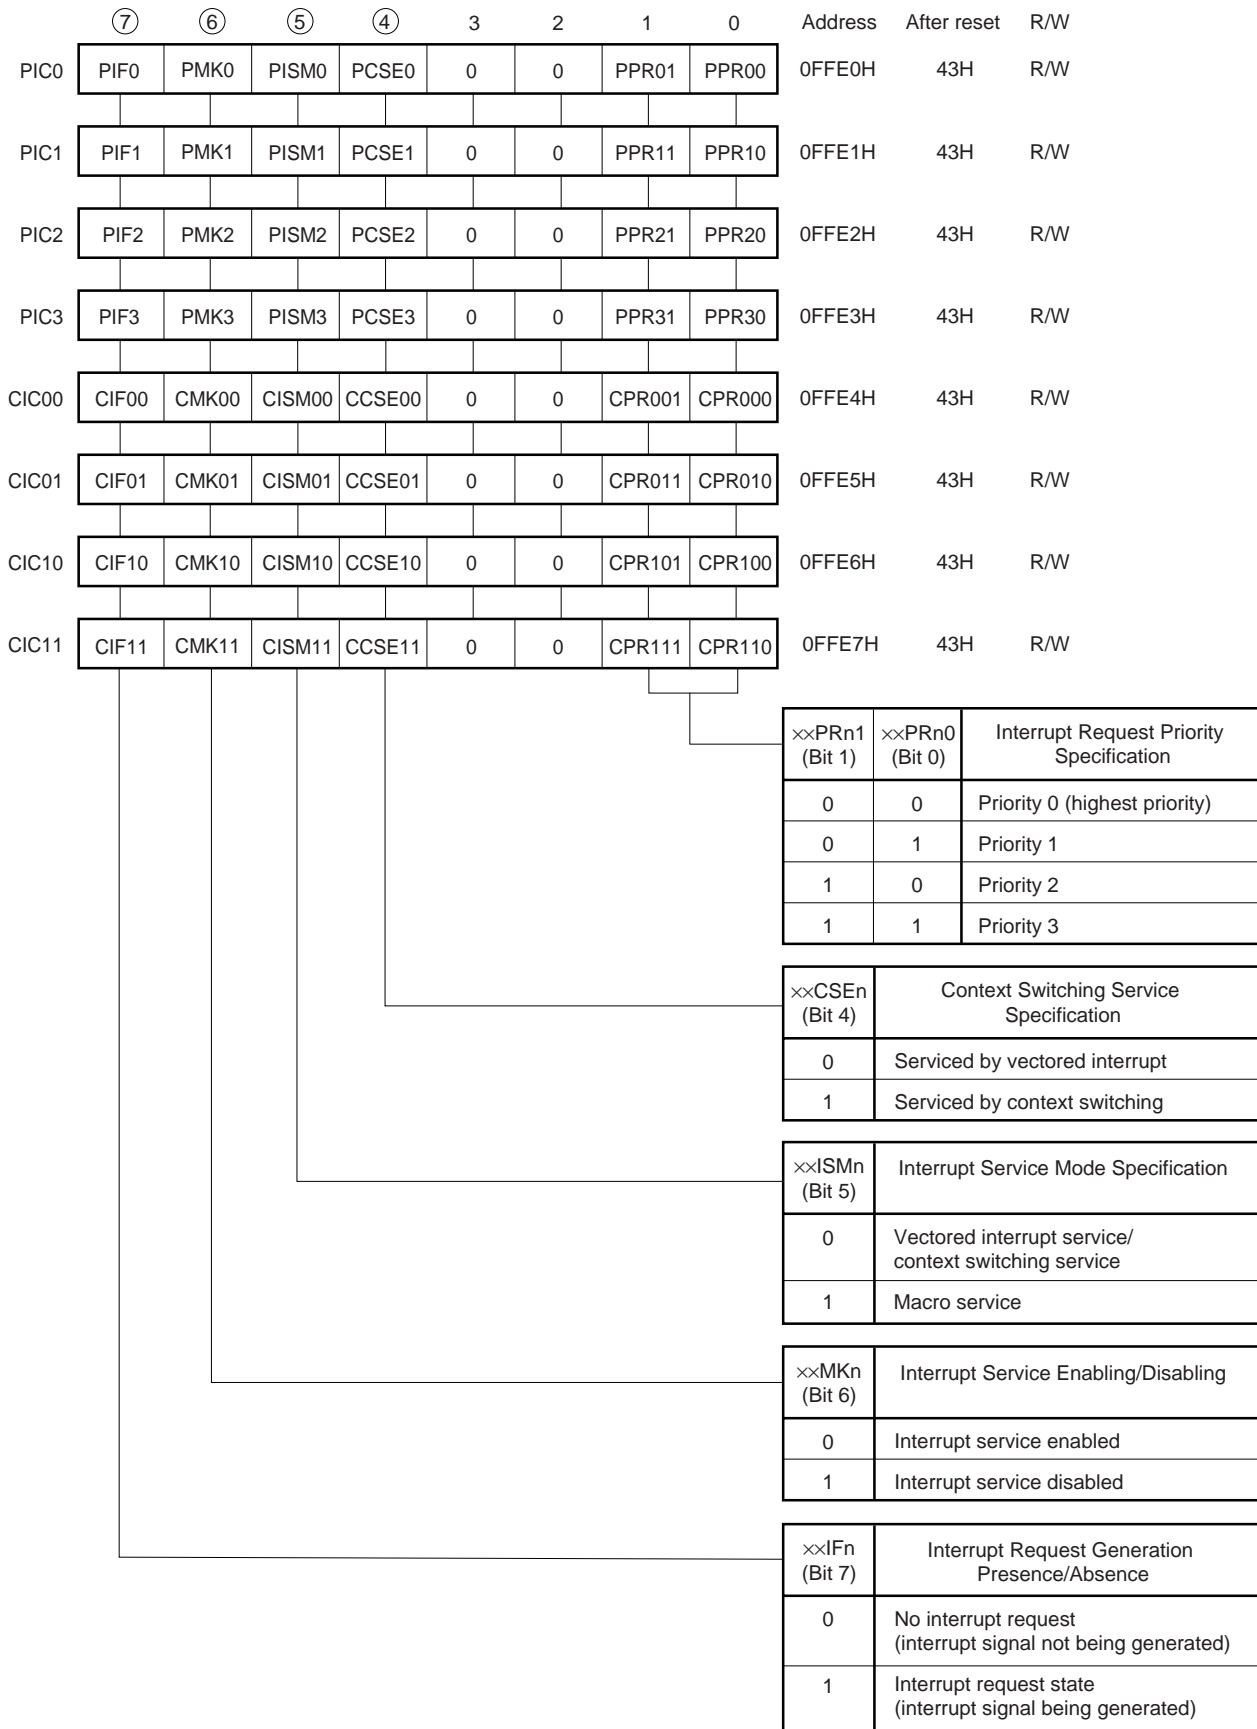 ⑦ ⑥ ⑤ ④ 3 2 1 0 Address After reset R/W
PIC0 PIF0 PMK0 PISM0 PCSE0 0 0 PPR01 PPR00 0FFE0H 43H R/W
PIC1 PIF1 PMK1 PISM1 PCSE1 0 0 PPR11 PPR10 0FFE1H 43H R/W
PIC2 PIF2 PMK2 PISM2 PCSE2 0 0 PPR21 PPR20 0FFE2H 43H R/W
PIC3 PIF3 PMK3 PISM3 PCSE3 0 0 PPR31 PPR30 0FFE3H 43H R/W
CIC00 CIF00 CMK00 CISM00 CCSE00 0 0 CPR001 CPR000 0FFE4H 43H R/W
CIC01 CIF01 CMK01 CISM01 CCSE01 0 0 CPR011 CPR010 0FFE5H 43H R/W
CIC10 CIF10 CMK10 CISM10 CCSE10 0 0 CPR101 CPR100 0FFE6H 43H R/W
CIC11 CIF11 CMK11 CISM11 CCSE11 0 0 CPR111 CPR110 0FFE7H 43H R/W
××PRn1 ××PRn0 Interrupt Request Priority
(Bit 1) (Bit 0) Specification
0 0 Priority 0 (highest priority)
0 1 Priority 1
1 0 Priority 2
1 1 Priority 3
××CSEn Context Switching Service
(Bit 4) Specification
0 Serviced by vectored interrupt
1 Serviced by context switching
××ISMn Interrupt Service Mode Specification
(Bit 5)
0 Vectored interrupt service/
context switching service
1 Macro service
××MKn Interrupt Service Enabling/Disabling
(Bit 6)
0 Interrupt service enabled
1 Interrupt service disabled
××IFn Interrupt Request Generation
(Bit 7) Presence/Absence
0 No interrupt request
(interrupt signal not being generated)
1 Interrupt request state
(interrupt signal being generated)